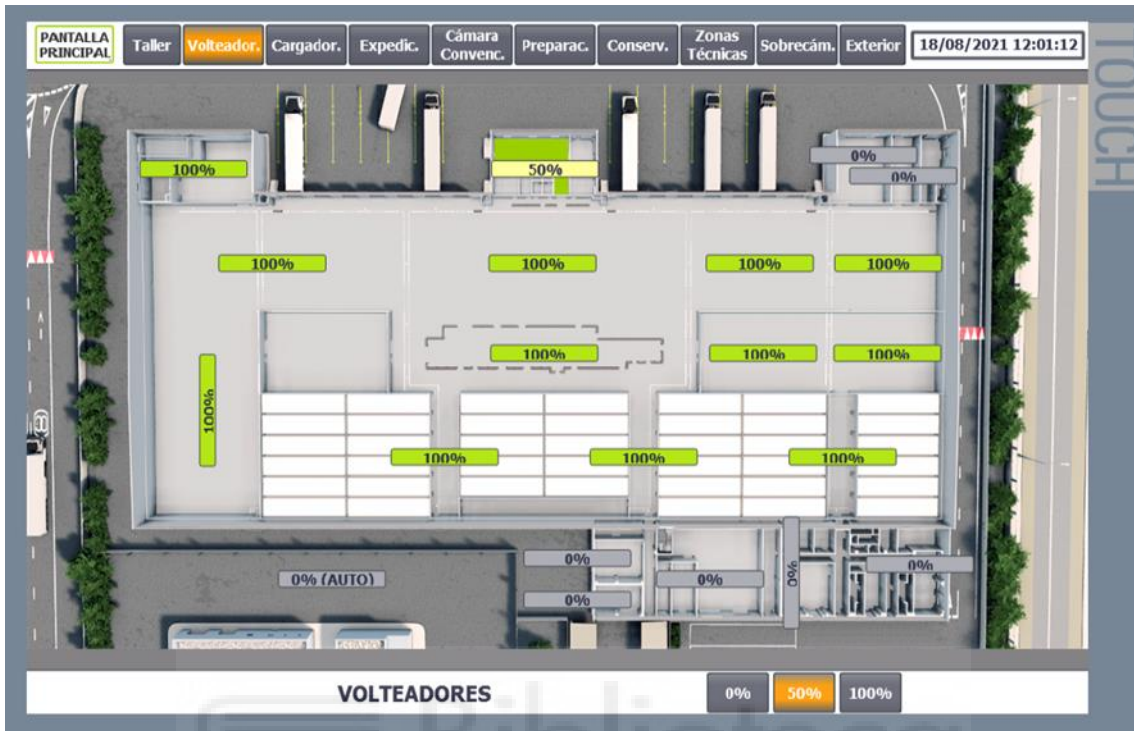 PANTALLA
PRINCIPAL
Taller
Volteador.
Cargador.
Expedic.
Cámara
Convenc.
Preparac.
Conserv.
Zonas
Técnicas
Sobrecám.
Exterior
18/08/2021 12:01:12
TOUCH
100%
50%
0%
0%
100%
100%
100%
100%
100%
100%
100%
100%
100%
100%
100%
0%
0% (AUTO)
0%
0%
0%
0%
VOLTEADORES
0%
50%
100%
Biblioteca